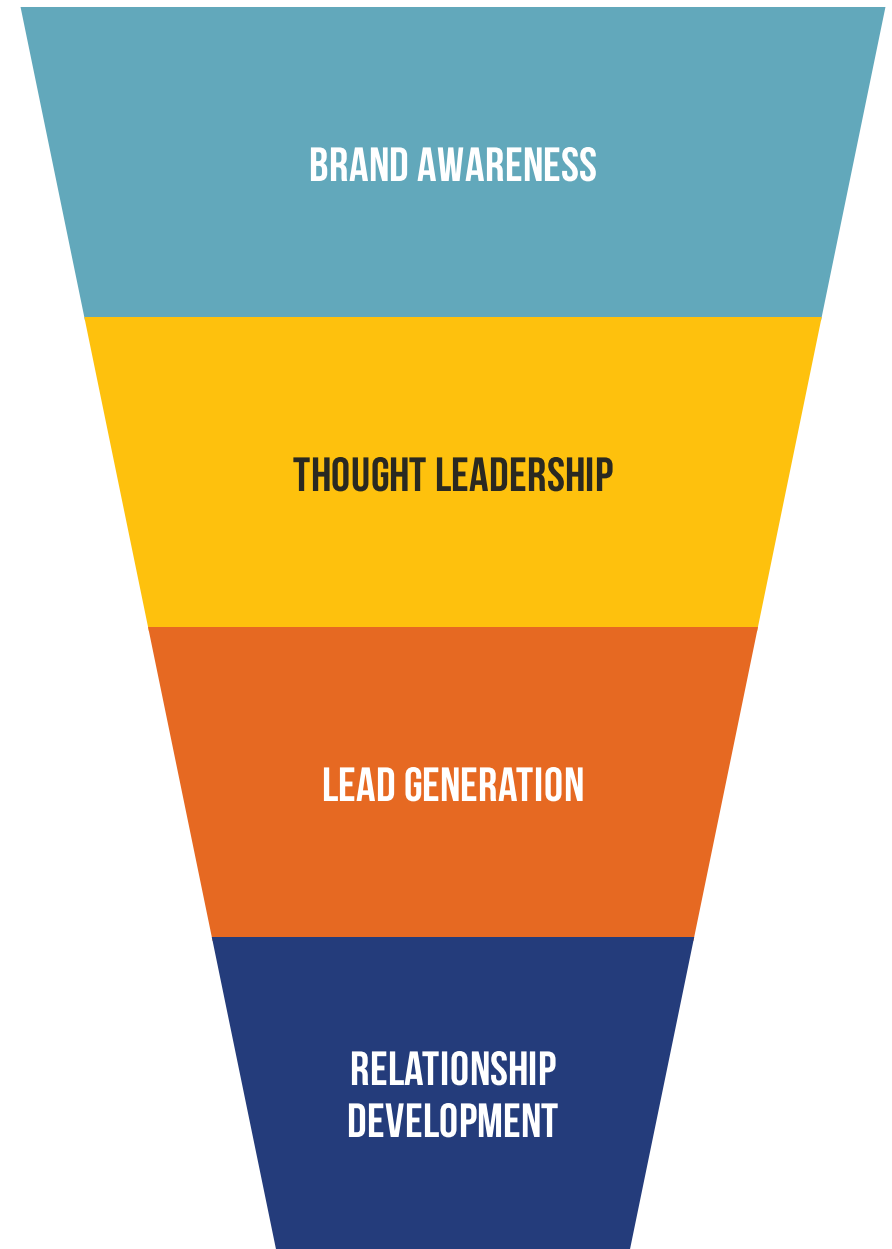 BRAND AWARENESS
THOUGHT LEADERSHIP
LEAD GENERATION
RELATIONSHIP
DEVELOPMENT